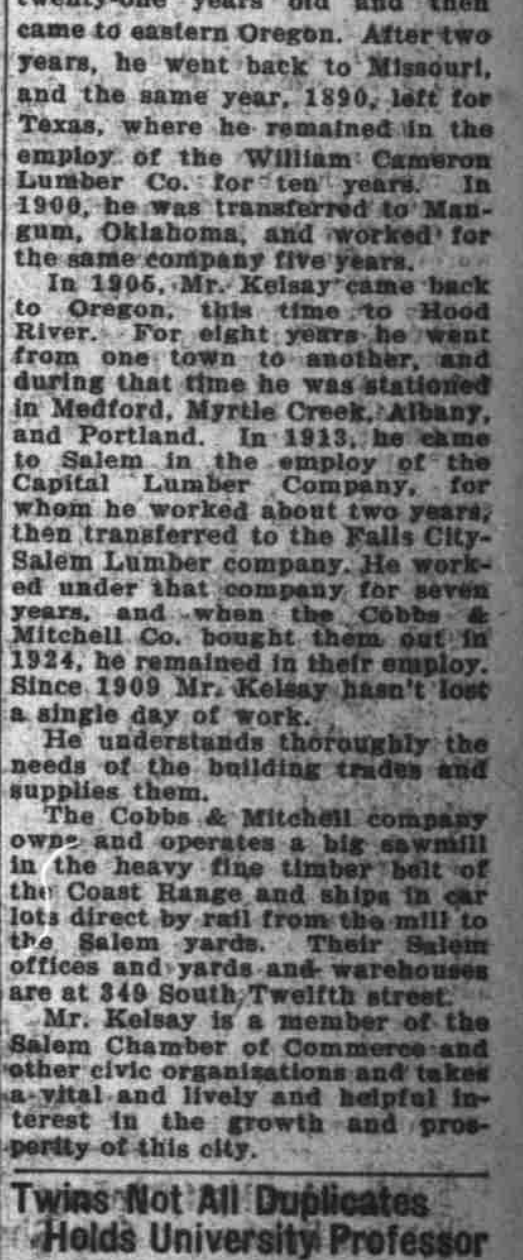 twenty-one years old and then
came to eastern Oregon. After two
years, he went back to Missouri,
and the same year, 1890, left for
Texas, where he remained in the
employ of the William Cameron
Lumber Co. for ten years. In
1900, he was transferred to Man-
gum, Oklahoma, and worked for
the same company five years.
In 1905, Mr. Kelsay came back
to Oregon, this time to Hood
River. For eight years he went
from one town to another, and
during that time he was stationed
in Medford, Myrtle Creek, Albany,
and Portland. In 1913, he came
to Salem in the employ of the
Capital Lumber Company, for
whom he worked about two years,
then transferred to the Falls City-
Salem Lumber company. He work-
ed under that company for seven
years, and when the Cobbs &
Mitchell Co. bought them out in
1924, he remained in their employ.
Since 1909 Mr. Kelsay hasn't lost
a single day of work.
He understands thoroughly the
needs of the building trades and
supplies them.
The Cobbs & Mitchell company
owns and operates a big sawmill
in the heavy fine timber belt of
the Coast Range and ships in car
lots direct by rail from the mill to
the Salem yards. Their Salem
offices and yards and warehouses
are at 349 South Twelfth street.
Mr. Kelsay is a member of the
Salem Chamber of Commerce and
other civic organisations and takes
a vital and lively and helpful in-
terest in the growth and pros-
perity of this city.
Twins Not All Duplicates
Holds University Professor